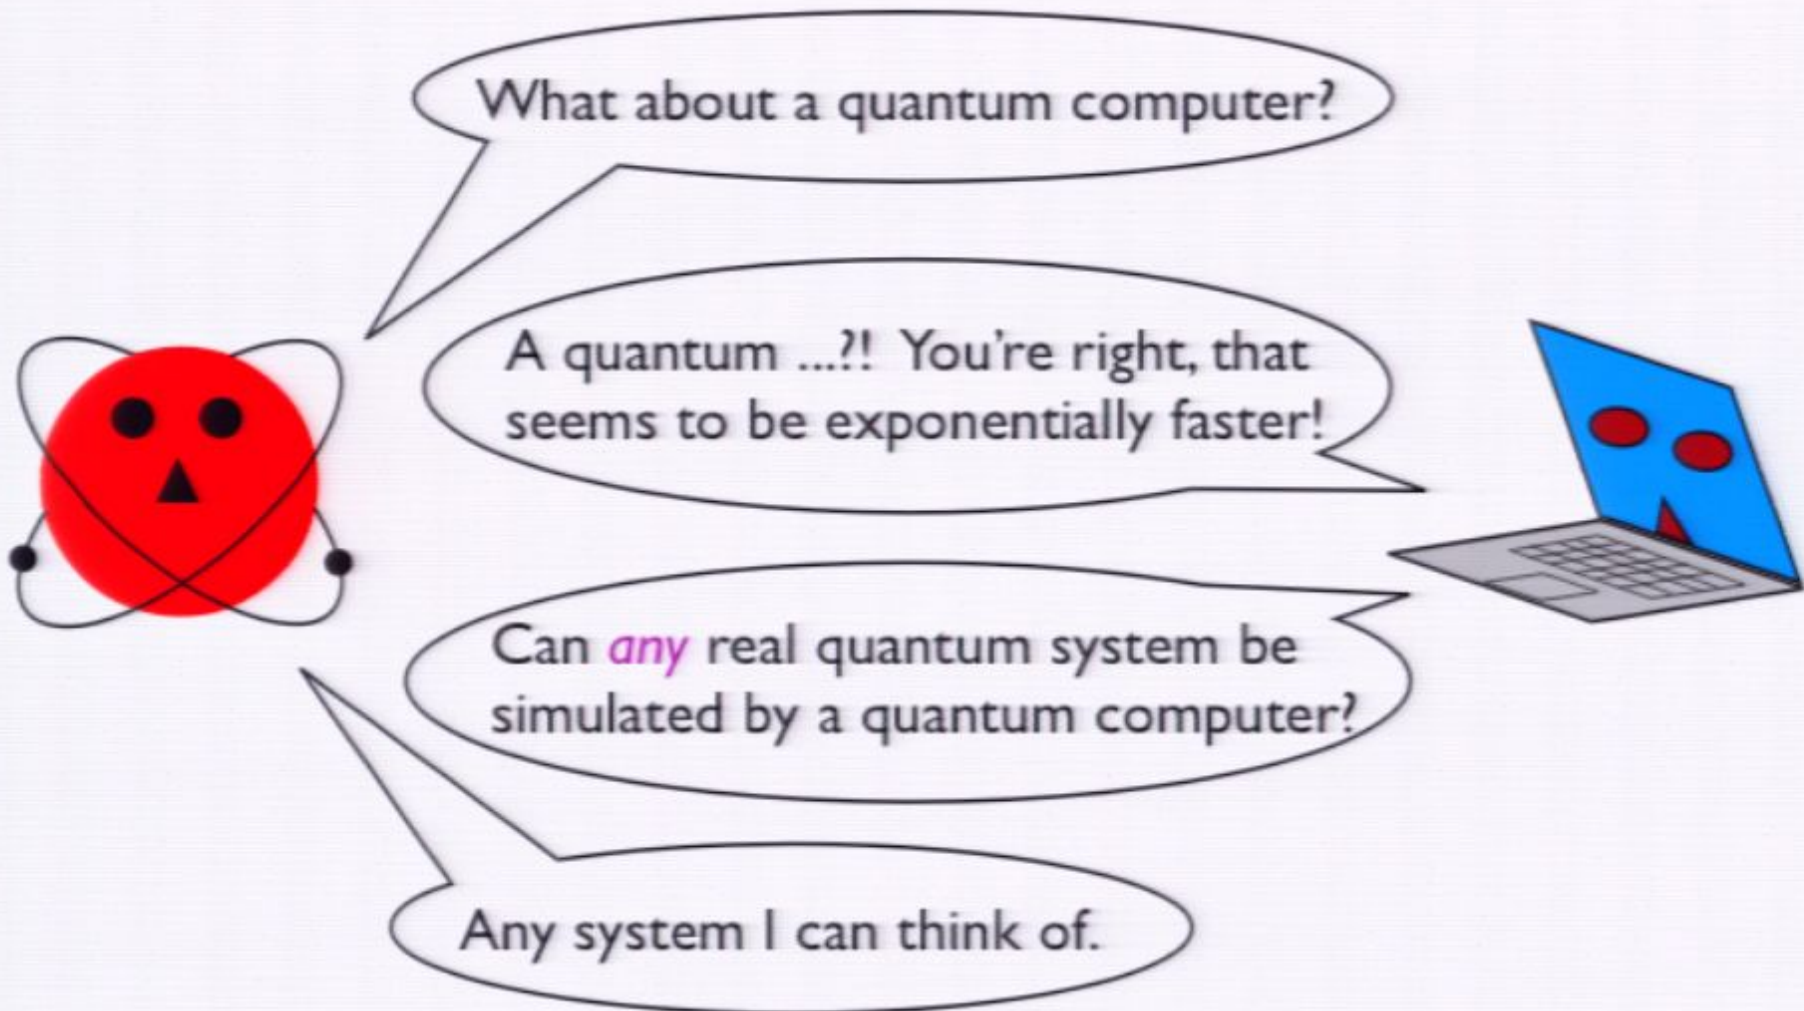 What about a quantum computer?
A quantum ...?! You're right, that
seems to be exponentially faster!
Can any real quantum system be
simulated by a quantum computer?
Any system I can think of.